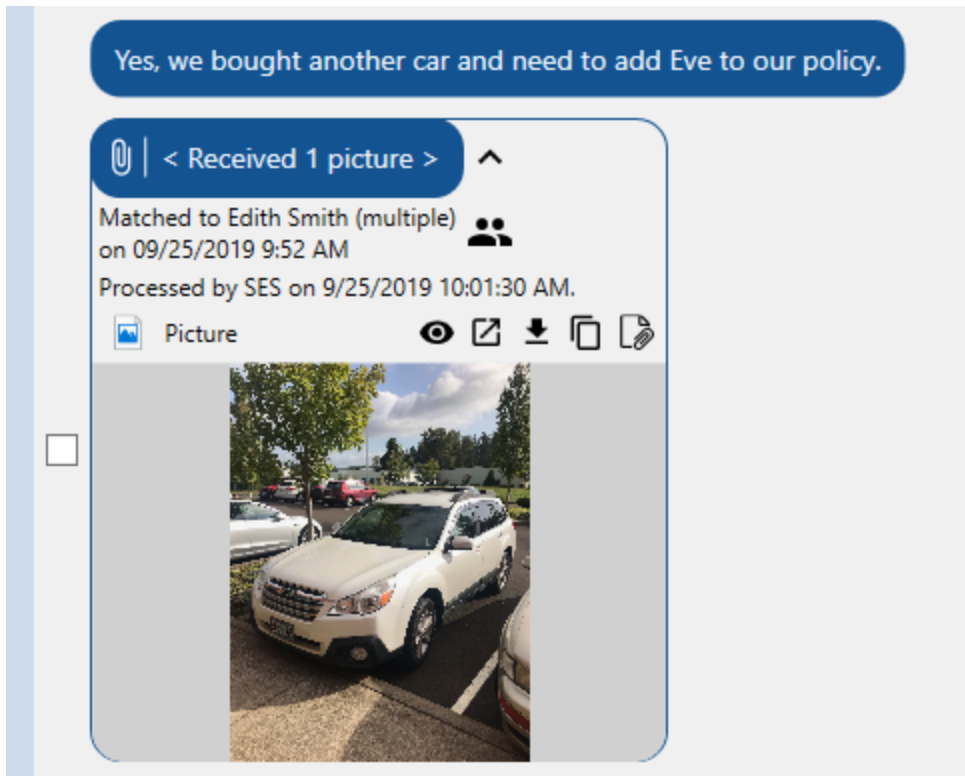 Yes, we bought another car and need to add Eve to our policy.
< Received 1 picture >
Matched to Edith Smith (multiple)
on 09/25/2019 9:52 AM
Processed by SES on 9/25/2019 10:01:30 AM.
Picture